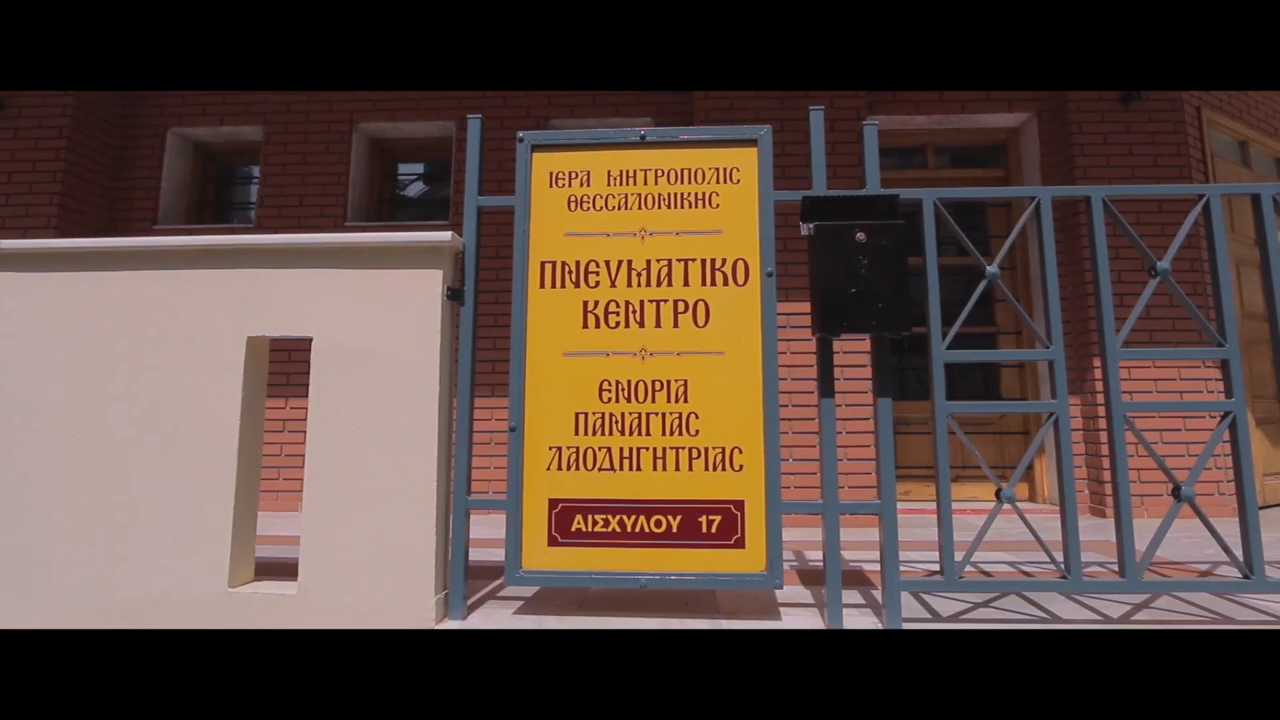 ΙΕΡΑ ΜΗΤΡΟΠΟΛΙΣ
ΘΕΣΣΑΛΟΝΙΚΗΣ
ΠΝΕΥΜΑΤΙΚΟ
ΚΕΝΤΡΟ
ΕΝΟΡΙΑ
ΠΑΝΑΓΙΑΣ
ΛΑΟΔΗΓΗΤΡΙΑΣ
ΑΙΣΧΥΛΟΥ 17